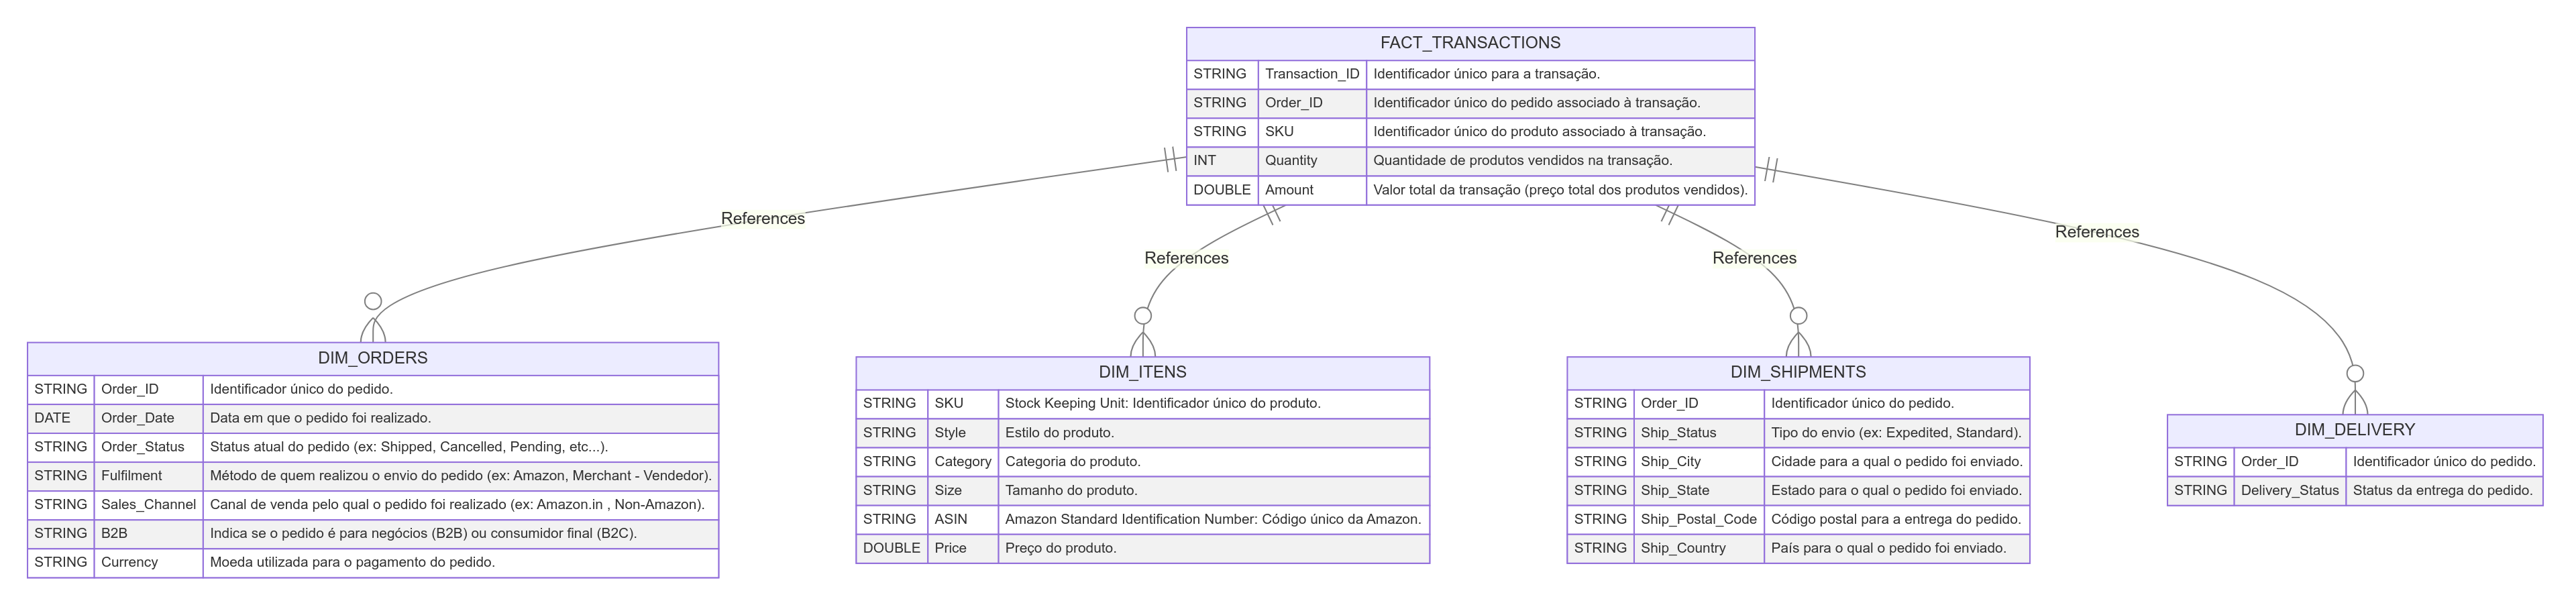 FACT_TRANSACTIONS
STRING Transaction_ID Identificador único para a transação.
STRING Order_ID Identificador único do pedido associado à transação.
STRING SKU Identificador único do produto associado à transação.
INT Quantity Quantidade de produtos vendidos na transação.
DOUBLE Amount Valor total da transação (preço total dos produtos vendidos).
References
References
References
References
DIM_ORDERS
STRING Order_ID Identificador único do pedido.
DATE Order_Date Data em que o pedido foi realizado.
STRING Order_Status Status atual do pedido (ex: Shipped, Cancelled, Pending, etc...).
STRING Fulfilment Método de quem realizou o envio do pedido (ex: Amazon, Merchant - Vendedor).
STRING Sales_Channel Canal de venda pelo qual o pedido foi realizado (ex: Amazon.in , Non-Amazon).
STRING B2B Indica se o pedido é para negócios (B2B) ou consumidor final (B2C).
STRING Currency Moeda utilizada para o pagamento do pedido.
DIM_ITENS
STRING SKU Stock Keeping Unit: Identificador único do produto.
STRING Style Estilo do produto.
STRING Category Categoria do produto.
STRING Size Tamanho do produto.
STRING ASIN Amazon Standard Identification Number: Código único da Amazon.
DOUBLE Price Preço do produto.
DIM_SHIPMENTS
STRING Order_ID Identificador único do pedido.
STRING Ship_Status Tipo do envio (ex: Expedited, Standard).
STRING Ship_City Cidade para a qual o pedido foi enviado.
STRING Ship_State Estado para o qual o pedido foi enviado.
STRING Ship_Postal_Code Código postal para a entrega do pedido.
STRING Ship_Country País para o qual o pedido foi enviado.
DIM_DELIVERY
STRING Order_ID Identificador único do pedido.
STRING Delivery_Status Status da entrega do pedido.